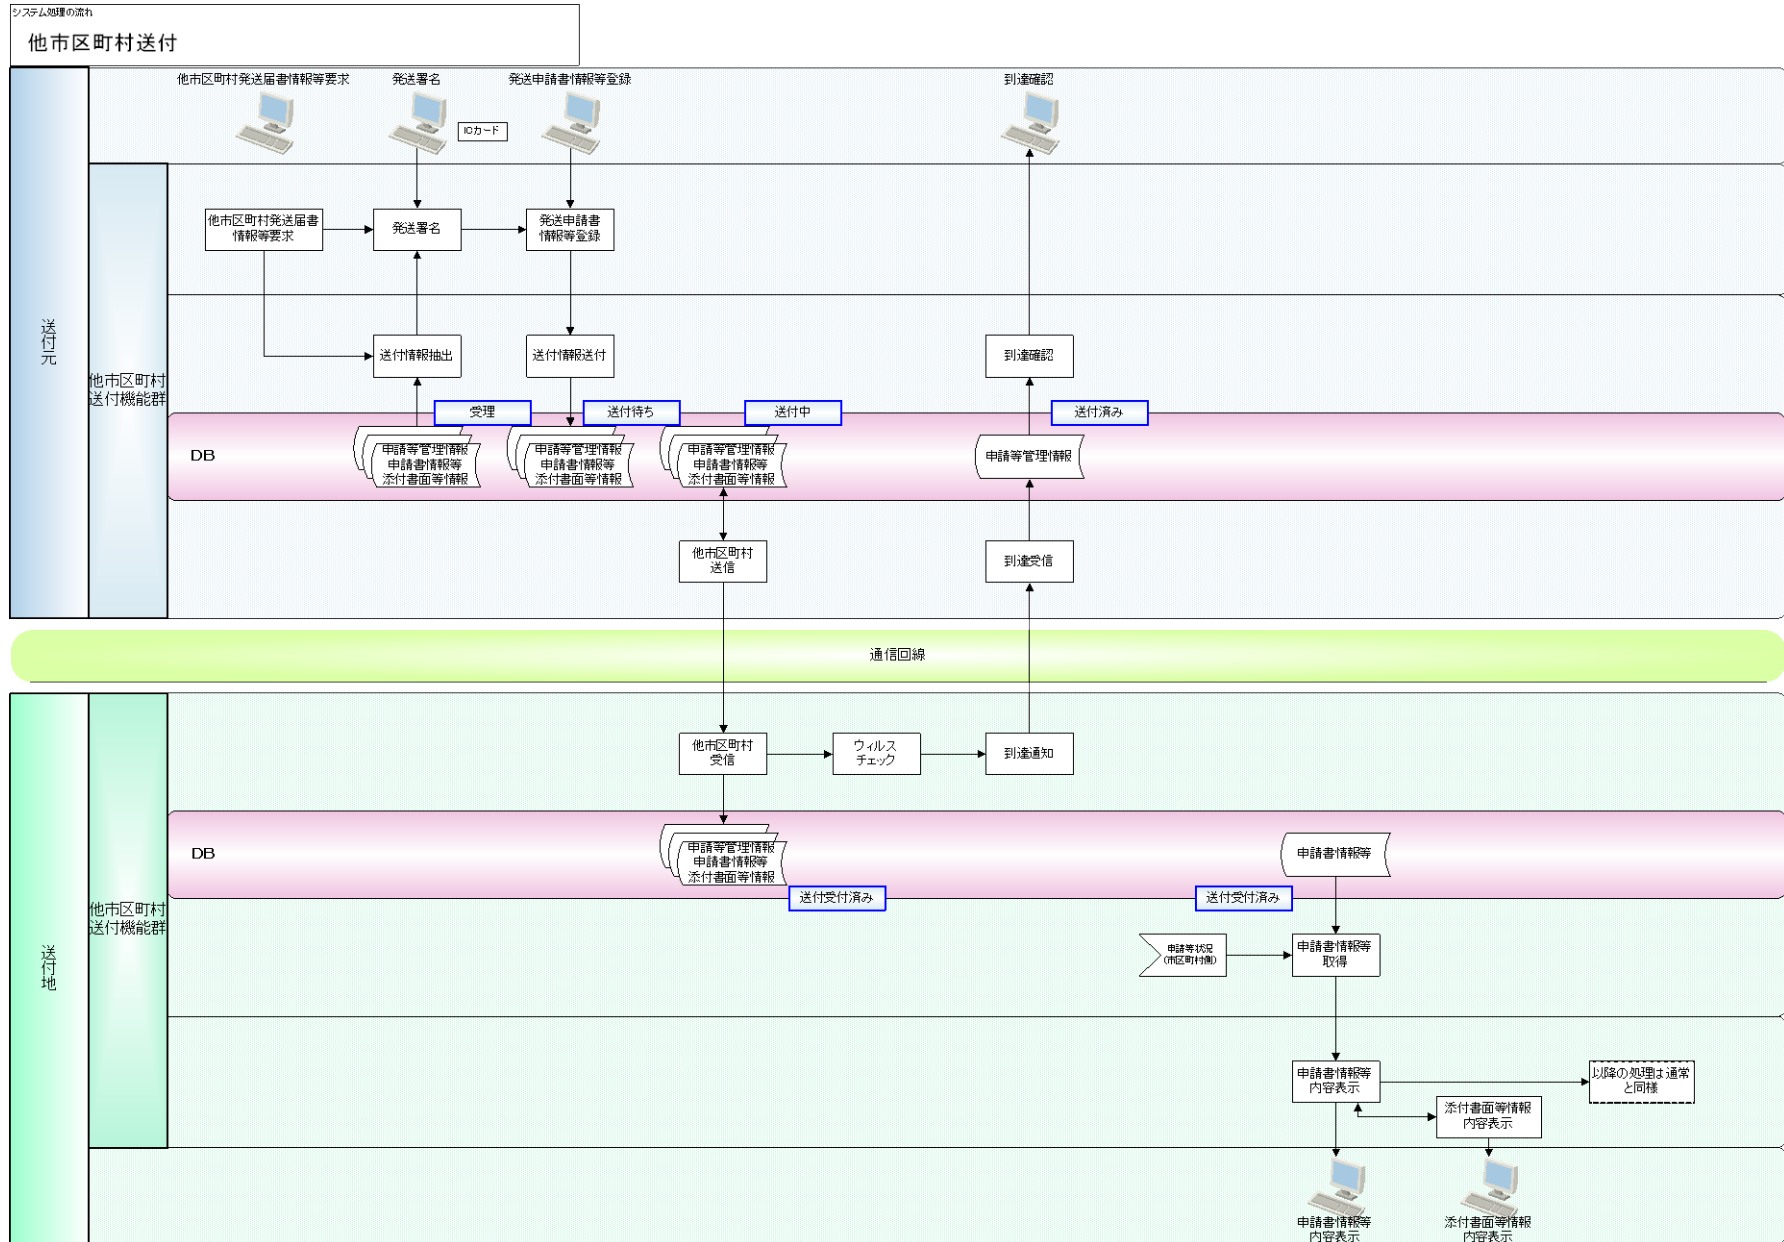 システム処理の流れ
他市区町村送付
他市区町村発送届書情報等要求
発送署名
発送申請書情報等登録
到達確認
ICカード
他市区町村発送届書
情報等要求
発送署名
発送申請書
情報等登録
送付元
他市区町村
送付機能群
送付情報抽出
送付情報送付
到達確認
受理
送付待ち
送付中
送付済み
DB
申請等管理情報
申請書情報等
添付書面等情報
申請等管理情報
申請書情報等
添付書面等情報
申請等管理情報
申請書情報等
添付書面等情報
申請等管理情報
他市区町村
送信
到達受信
通信回線
送付地
他市区町村
送付機能群
他市区町村
受信
ウィルス
チェック
到達通知
DB
申請等管理情報
申請書情報等
添付書面等情報
申請書情報等
送付受付済み
送付受付済み
申請等状況
(市区町村側)
申請書情報等
取得
申請書情報等
内容表示
以降の処理は通常
と同様
添付書面等情報
内容表示
申請書情報等
内容表示
添付書面等情報
内容表示